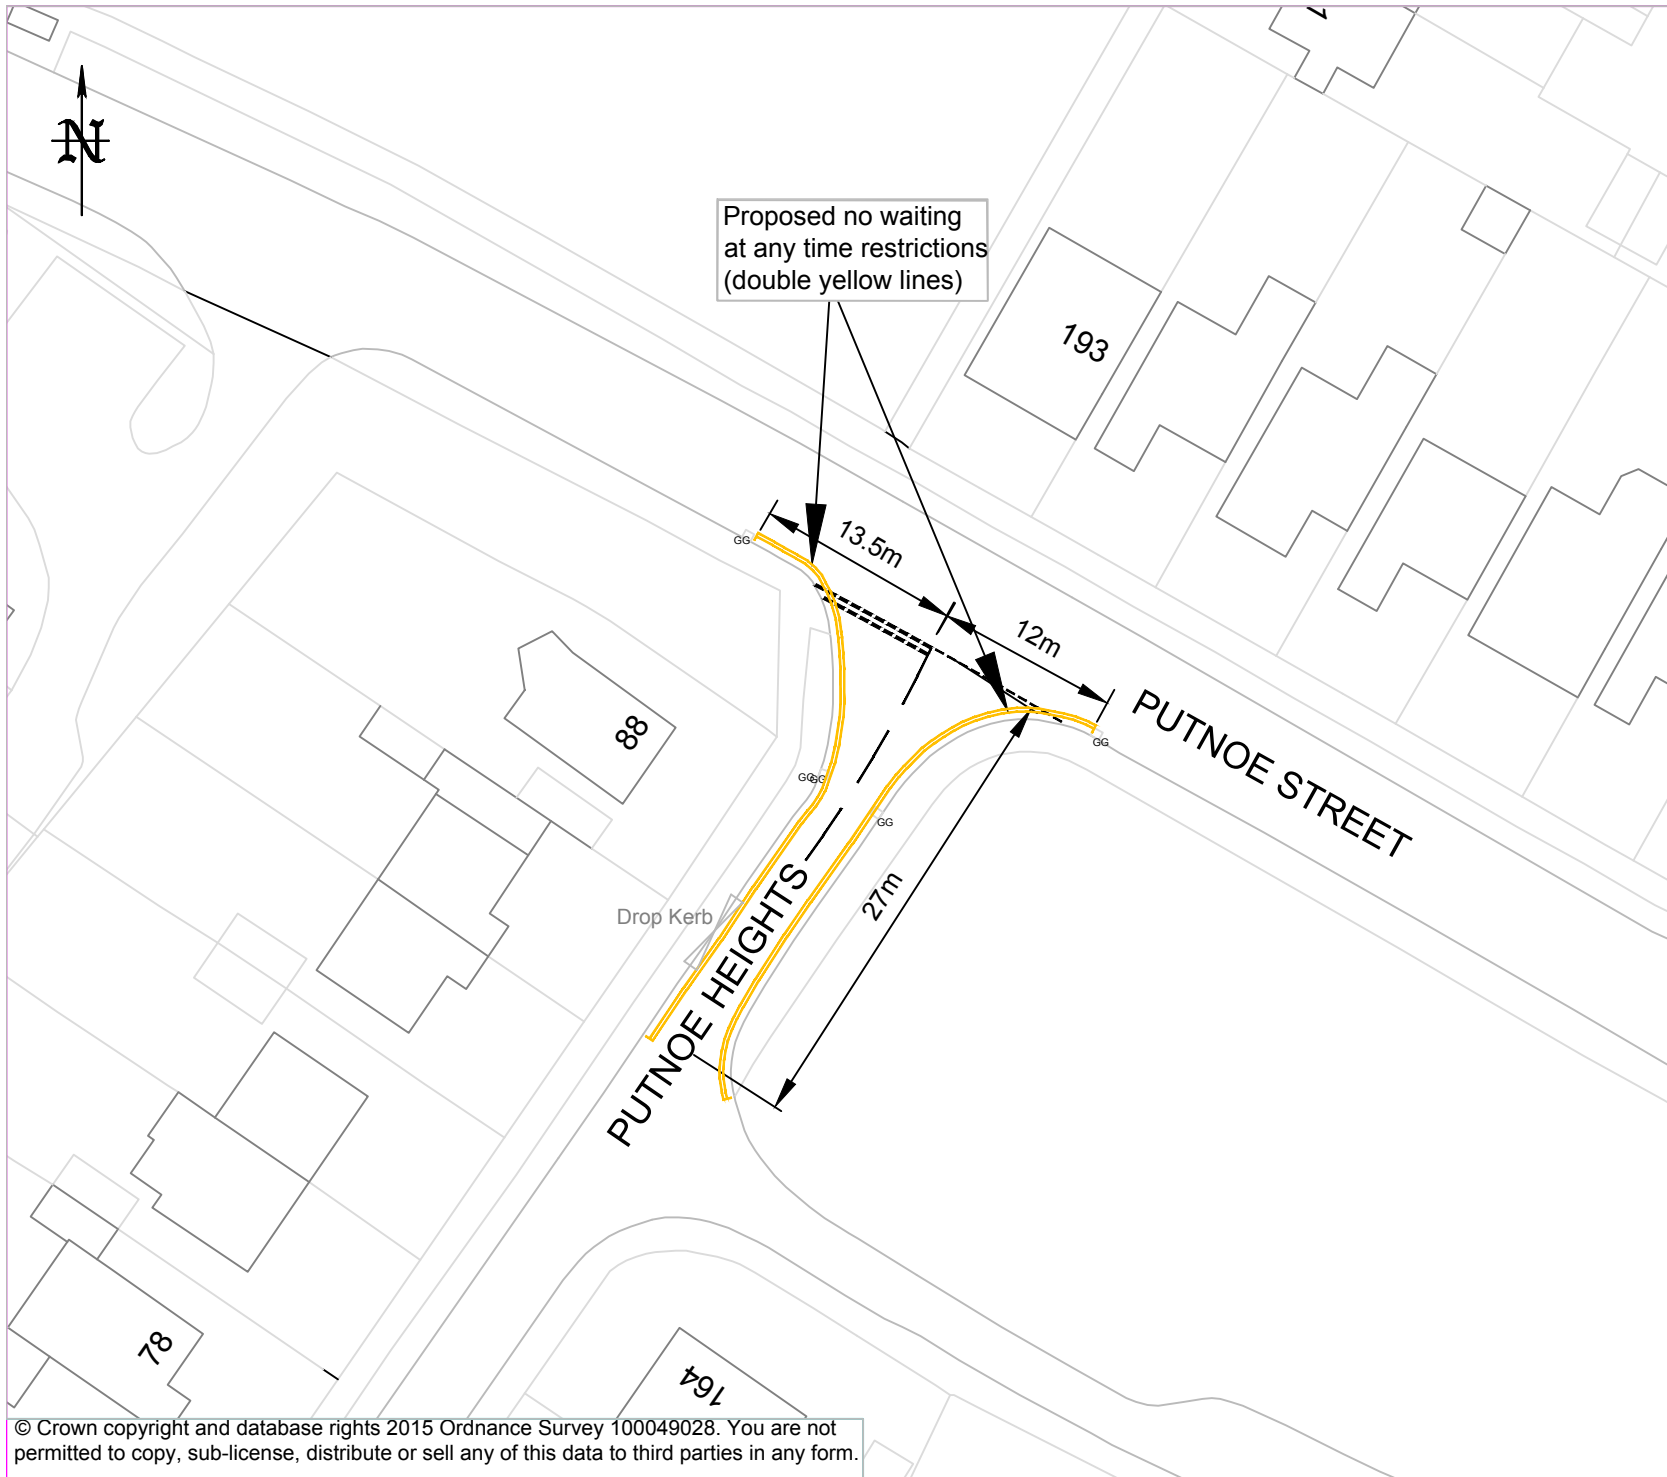 N
Proposed no waiting
at any time restrictions
(double yellow lines)
193
13.5m
12m
GG
GG
PUTNOE STREET
88
GG
GG
GG
27m
Drop Kerb
PUTNOE HEIGHTS
78
164
© Crown copyright and database rights 2015 Ordnance Survey 100049028. You are not
permitted to copy, sub-license, distribute or sell any of this data to third parties in any form.